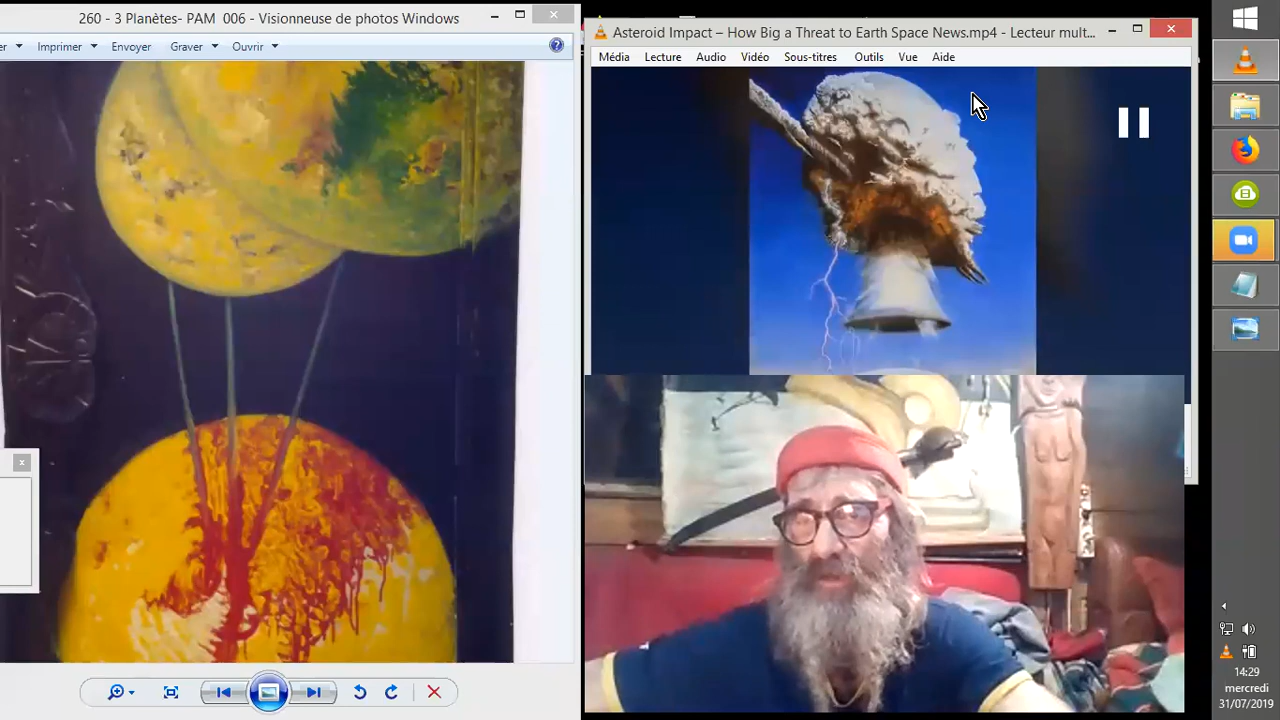 260 - 3 Planètes- PAM 006 - Visionneuse de photos Windows
r Imprimer Envoyer Graver Ouvrir
Asteroid Impact – How Big a Threat to Earth Space News.mp4 - Lecteur mult...
Média Lecture Audio Vidéo Sous-titres Outils Vue Aide
14:29
mercredi
31/07/2019